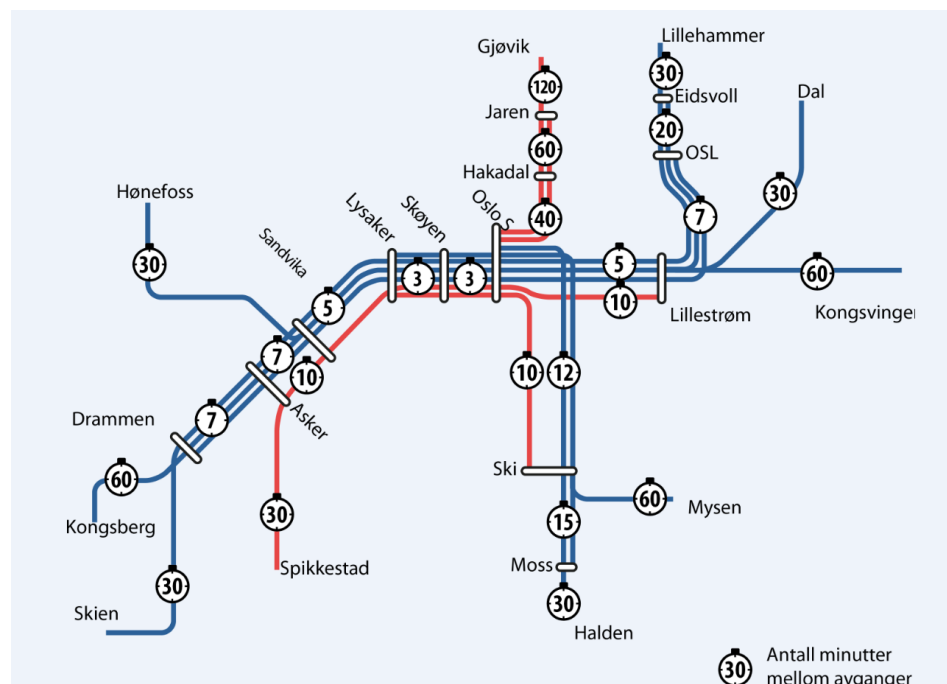 Gjøvik
Lillehammer
120
30
Eidsvoll
Dal
Jaren
20
60
OSL
Hakadal
30
Hønefoss
Lysaker
Skøyen
Oslo S
40
7
Sandvika
30
3
3
5
60
5
10
Lillestrøm
Kongsvinger
7
10
10
12
Drammen
7
Asker
60
Ski
60
Mysen
Kongsberg
30
15
Spikkestad
Moss
30
30
Skien
Halden
30
Antall minutter
mellom avganger